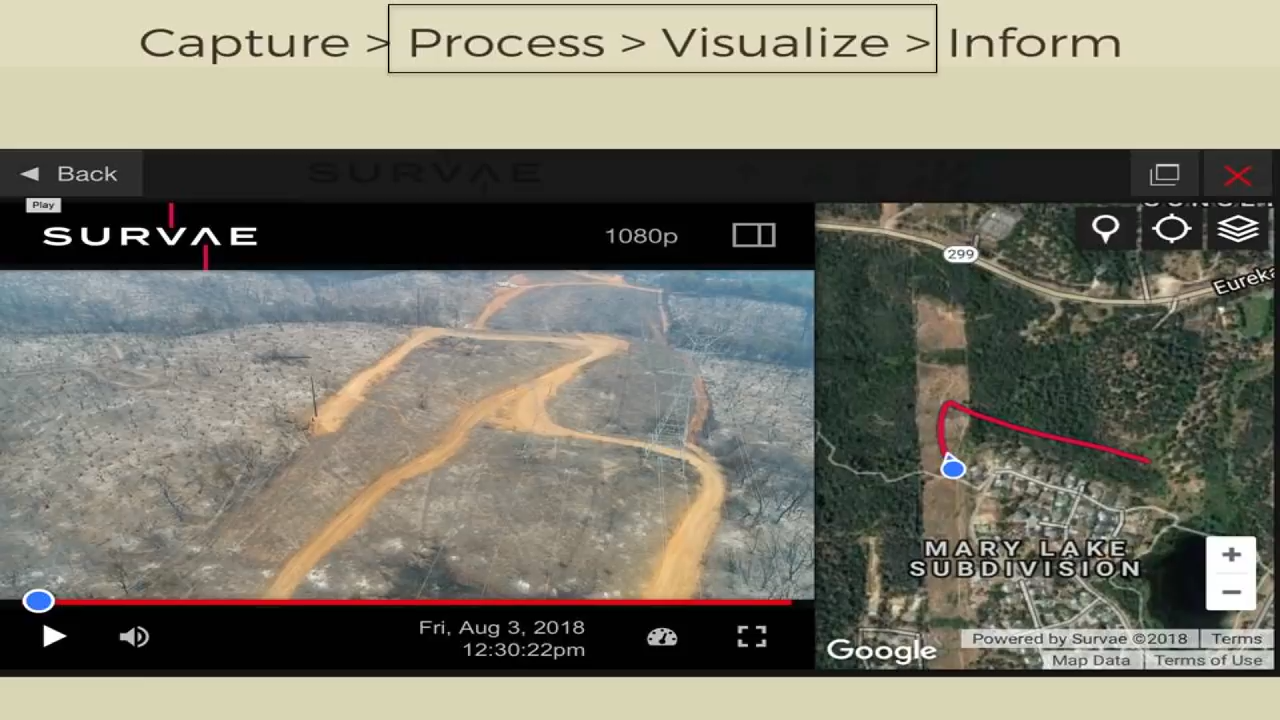 Capture > Process > Visualize > Inform
Back
SURVAE
Play
SURVAE
1080p
299
Eureka
MARY LAKE
SUBDIVISION
Fri, Aug 3, 2018
12:30:22pm
+
−
Google
Powered by Survae ©2018
Terms
Map Data
Terms of Use